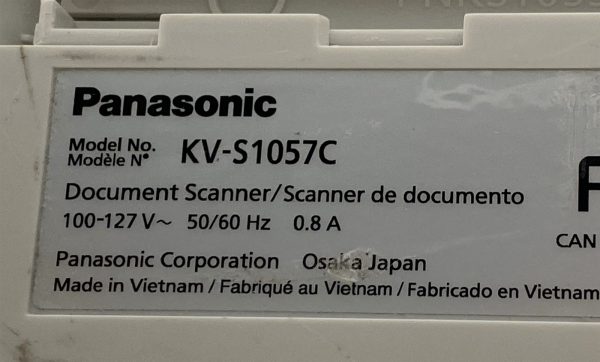 Panasonic
Model No.
Modèle N° KV-S1057C
Document Scanner/Scanner de documento
100-127 V~ 50/60 Hz 0.8 A
CAN
Panasonic Corporation Osaka Japan
Made in Vietnam / Fabriqué au Vietnam / Fabricado en Vietnam